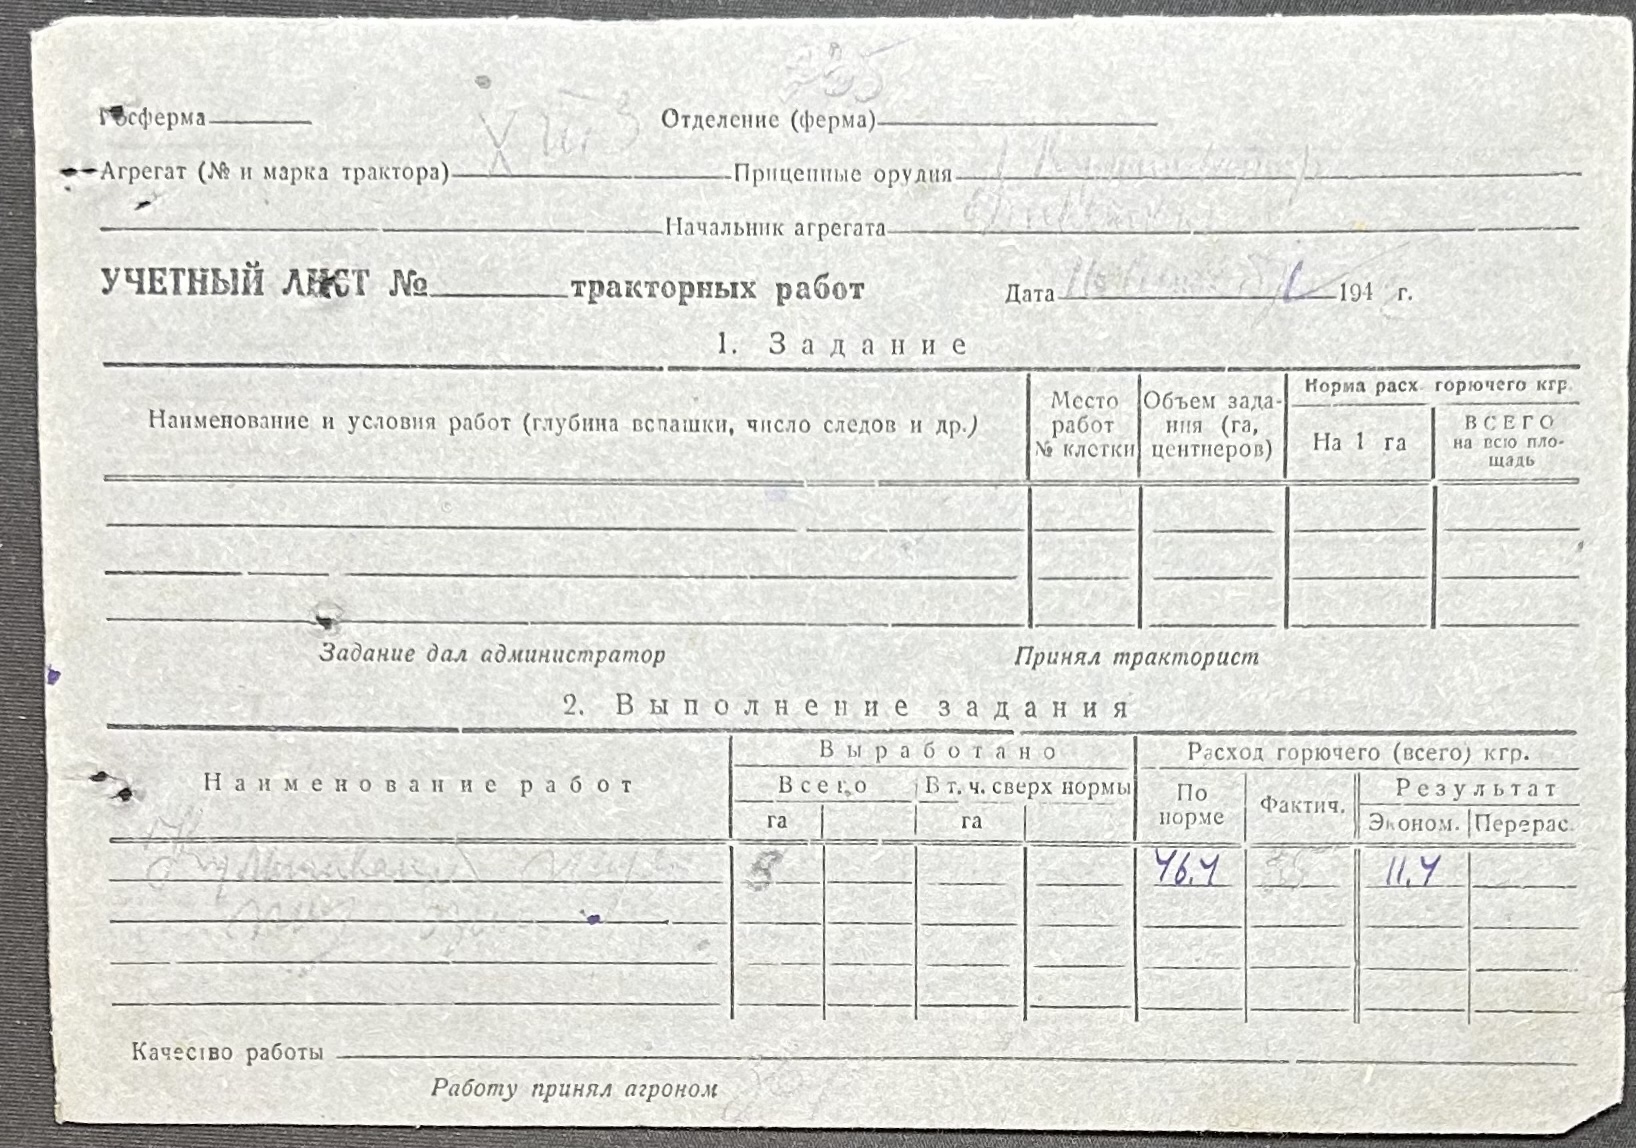 Госферма
Отделение (ферма)
ХТЗ
Агрегат (№ и марка трактора)
Прицепные орудия
Начальник агрегата
УЧЕТНЫЙ ЛИСТ № тракторных работ
Дата 194 г.
1. Задание
Наименование и условия работ (глубина вспашки, число следов и др.)
Место работ № клетки
Объем задания (га, центнеров)
Норма расх. горючего кгр.
На 1 га
ВСЕГО на всю площадь
Задание дал администратор
Принял тракторист
2. Выполнение задания
Наименование работ
Выработано
Всего
га
В т. ч. сверх нормы
га
Расход горючего (всего) кгр.
По норме
Фактич.
Результат
Эконом.
Перерас.
8 46.4 35 11.4
Качество работы
Работу принял агроном